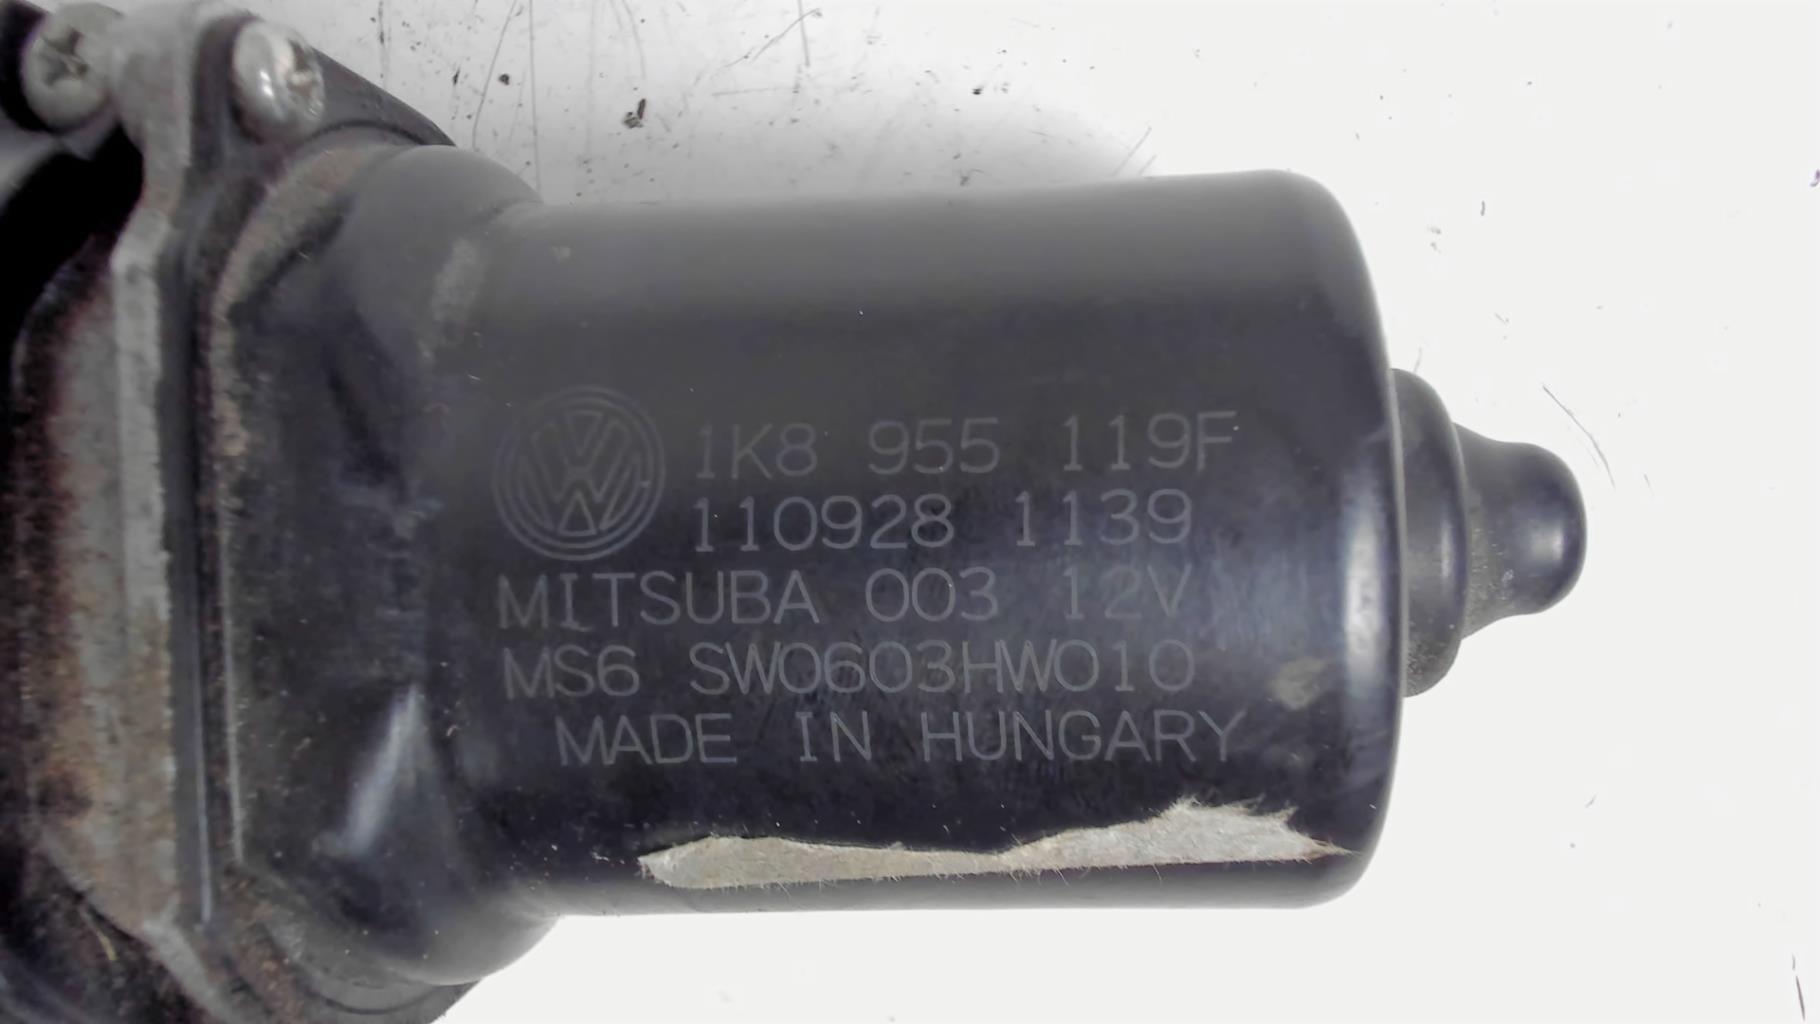 1K8 955 119F
110928 1139
MITSUBA 003 12V
MS6 SW0603HW010
MADE IN HUNGARY